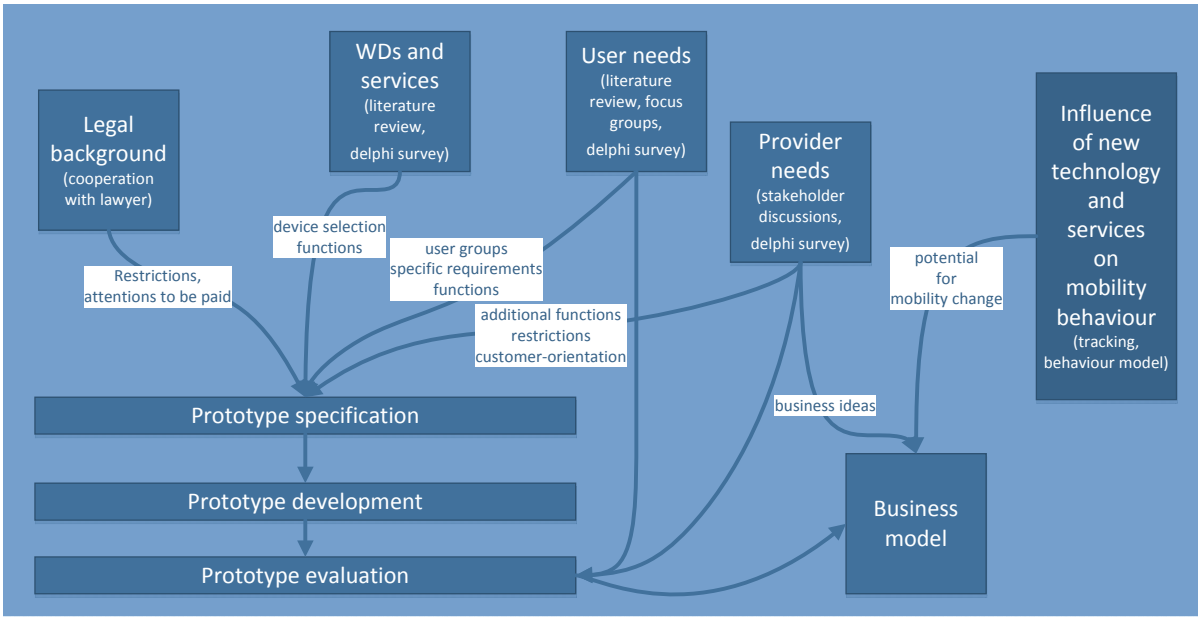 Legal
background
(cooperation
with lawyer)
WDs and
services
(literature
review,
delphi survey)
User needs
(literature
review, focus
groups,
delphi survey)
Provider
needs
(stakeholder
discussions,
delphi survey)
Influence
of new
technology
and
services
on
mobility
behaviour
(tracking,
behaviour model)
Restrictions,
attentions to be paid
device selection
functions
user groups
specific requirements
functions
additional functions
restrictions
customer-orientation
potential
for
mobility change
business ideas
Prototype specification
Prototype development
Prototype evaluation
Business
model